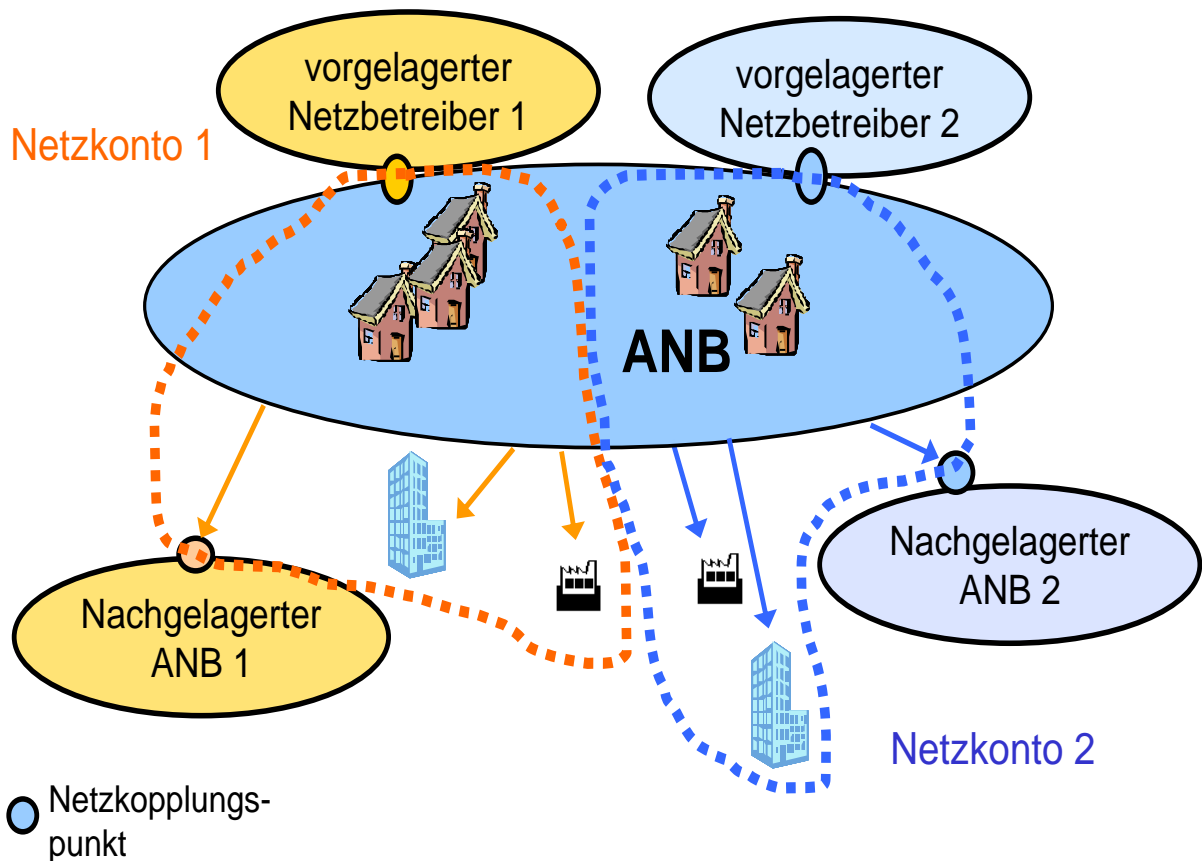 vorgelagerter
Netzbetreiber 1
vorgelagerter
Netzbetreiber 2
Netzkonto 1
ANB
Nachgelagerter
ANB 1
Nachgelagerter
ANB 2
Netzkonto 2
Netzkopplungs-
punkt